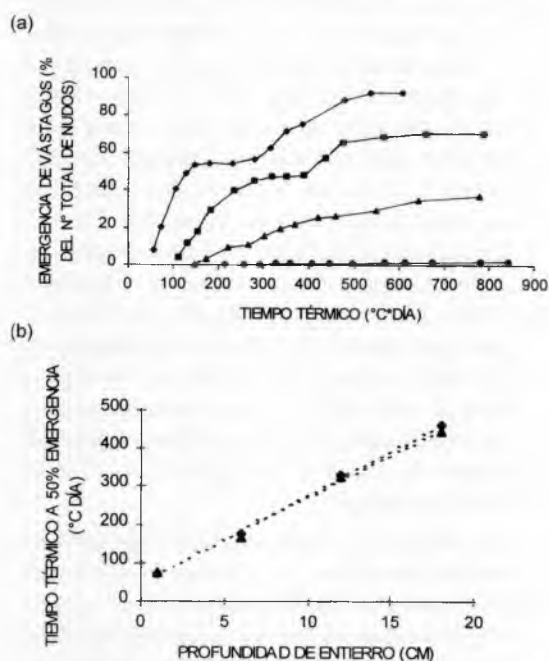 (a)
EMERGENCIA DE VÁSTAGOS (%
DEL N° TOTAL DE NUDOS)
100
80
60
40
20
0
0 100 200 300 400 500 600 700 800 900
TIEMPO TÉRMICO (°C*DÍA)
(b)
TIEMPO TÉRMICO A 50% EMERGENCIA
(°C DÍA)
500
400
300
200
100
0
0 5 10 15 20
PROFUNDIDAD DE ENTIERRO (CM)